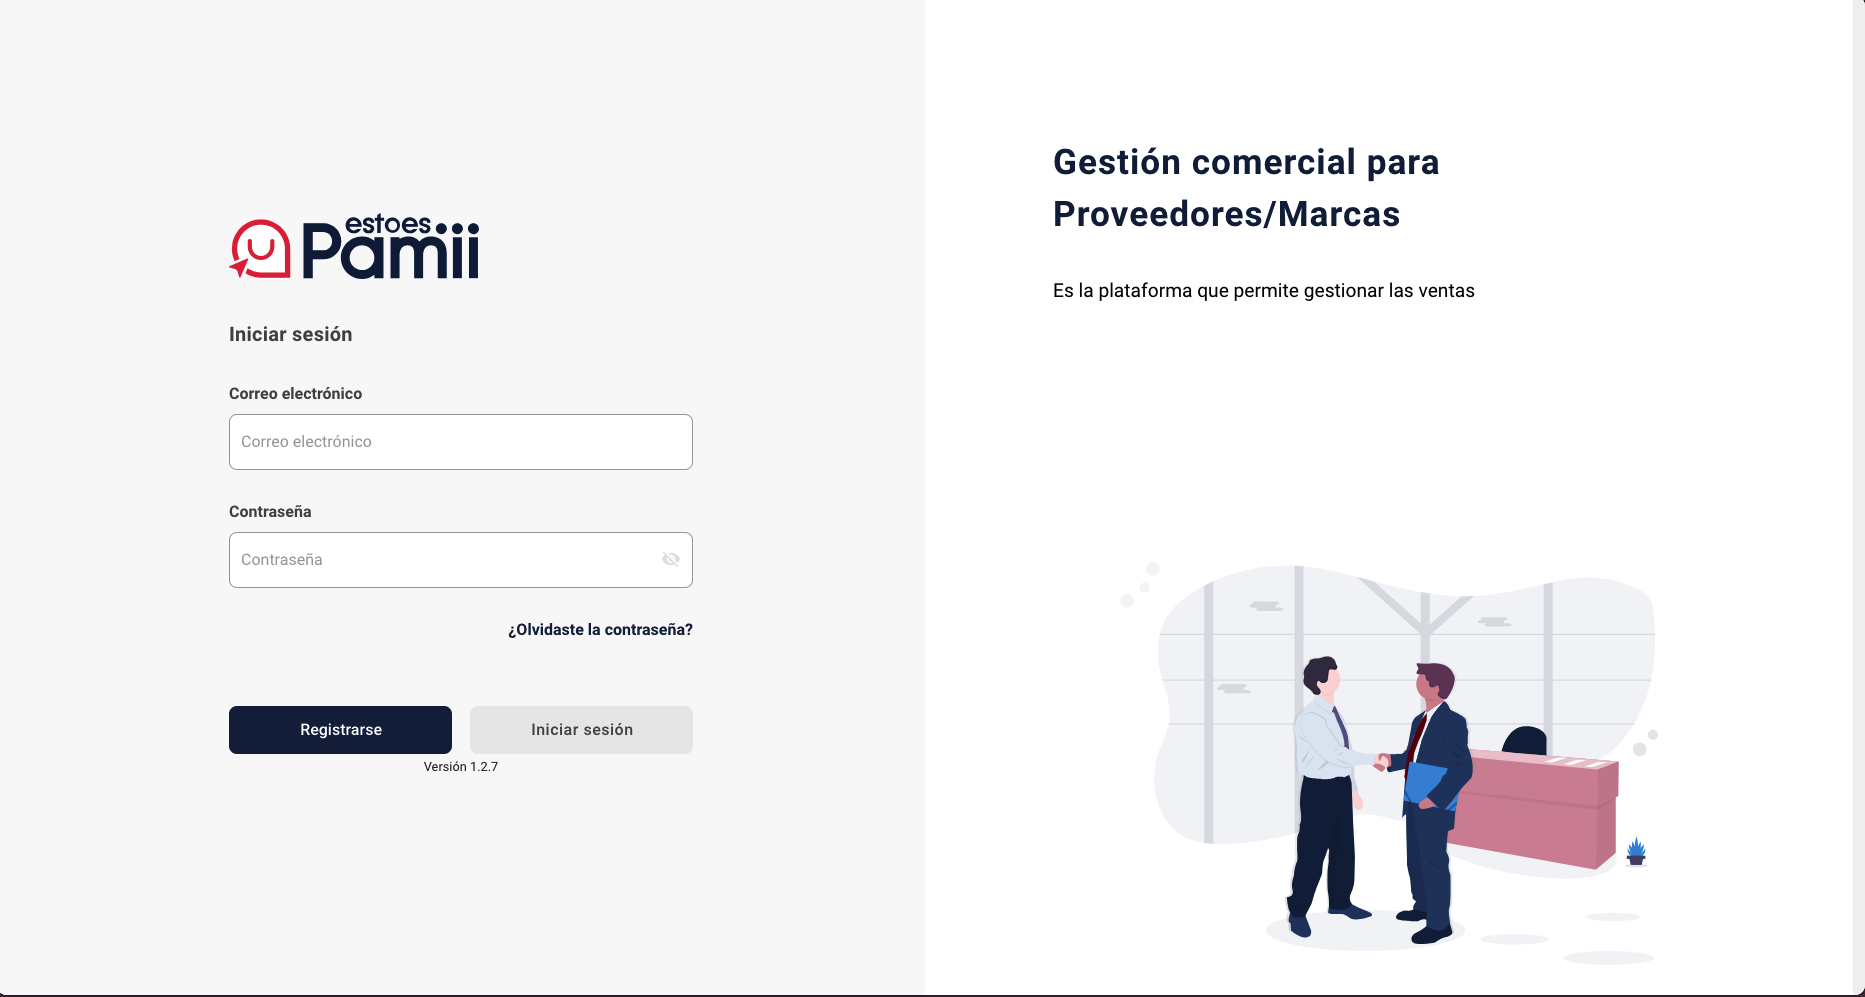 estoes
Pamiii
Iniciar sesión
Correo electrónico
Correo electrónico
Contraseña
Contraseña
¿Olvidaste la contraseña?
Registrarse
Iniciar sesión
Versión 1.2.7
Gestión comercial para
Proveedores/Marcas
Es la plataforma que permite gestionar las ventas